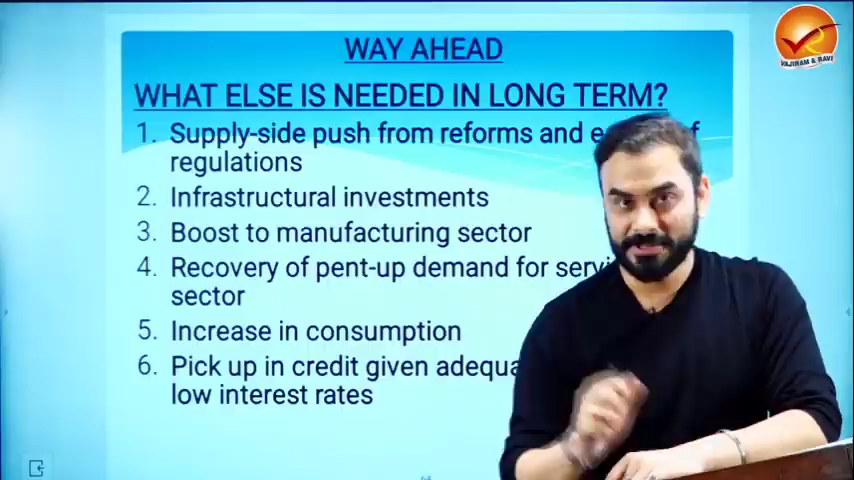 WAY AHEAD
VAJIRAM & RAVI
WHAT ELSE IS NEEDED IN LONG TERM?
1. Supply-side push from reforms and
regulations
2. Infrastructural investments
3. Boost to manufacturing sector
4. Recovery of pent-up demand for
sector
5. Increase in consumption
6. Pick up in credit given
low interest rates